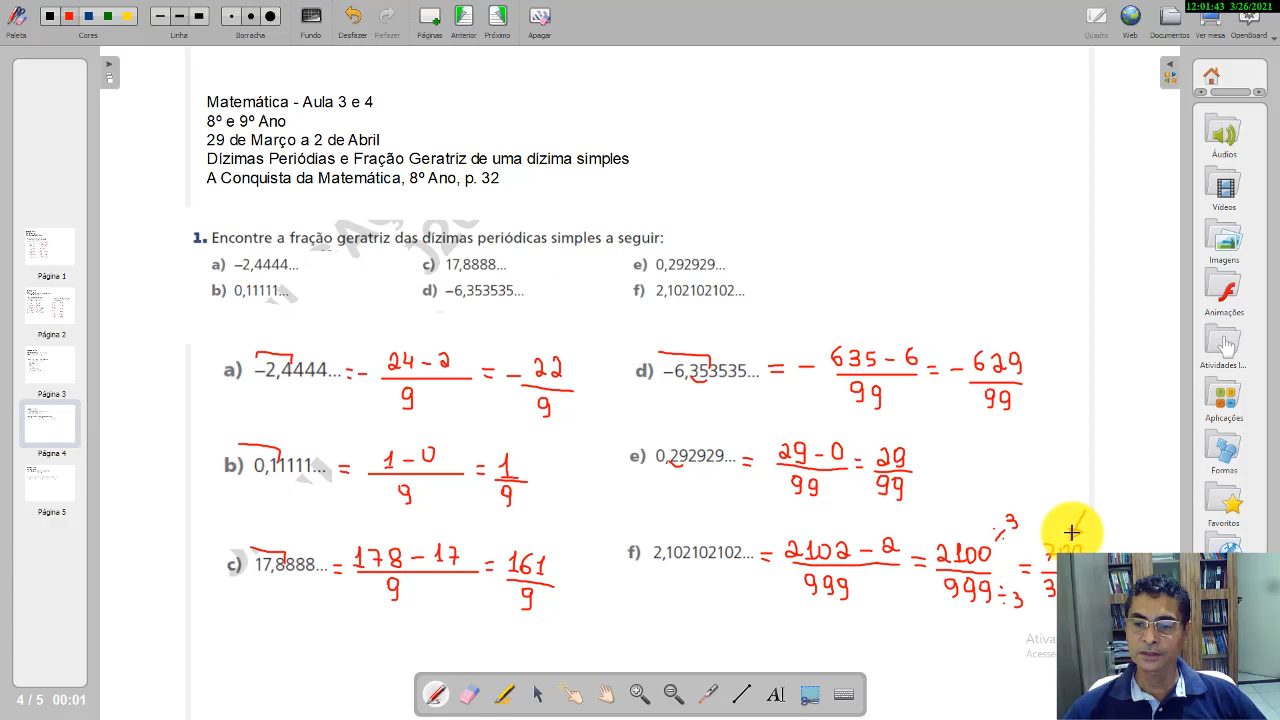 12:01:43 3/26/2021
Paleta Cores Linha Borracha Fundo Desfazer Refazer Páginas Anterior Próximo Apagar Quadro Web Documentos Ver mesa OpenBoard
Matemática - Aula 3 e 4
8º e 9º Ano
29 de Março a 2 de Abril
Dízimas Periódias e Fração Geratriz de uma dízima simples
A Conquista da Matemática, 8º Ano, p. 32
1. Encontre a fração geratriz das dízimas periódicas simples a seguir:
a) –2,4444... c) 17,8888... e) 0,292929...
b) 0,11111... d) –6,353535... f) 2,102102102...
a) –2,4444... = - 24 - 2 / 9 = - 22 / 9
d) –6,353535... = - 635 - 6 / 99 = - 629 / 99
b) 0,11111... = 1 - 0 / 9 = 1 / 9
e) 0,292929... = 29 - 0 / 99 = 29 / 99
c) 17,8888... = 178 - 17 / 9 = 161 / 9
f) 2,102102102... = 2102 - 2 / 999 = 2100 ÷3 / 999 ÷3 =
Página 1
Página 2
Página 3
Página 4
Página 5
4 / 5 00:01
Áudios
Vídeos
Imagens
Animações
Atividades I...
Aplicações
Formas
Favoritos
Ativa
Acesse
AI